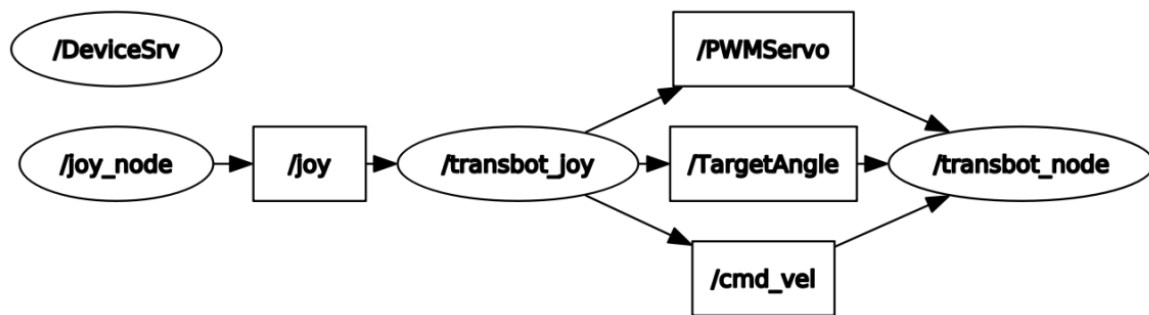 /DeviceSrv
/PWMServo
/joy_node
/joy
/transbot_joy
/TargetAngle
/transbot_node
/cmd_vel